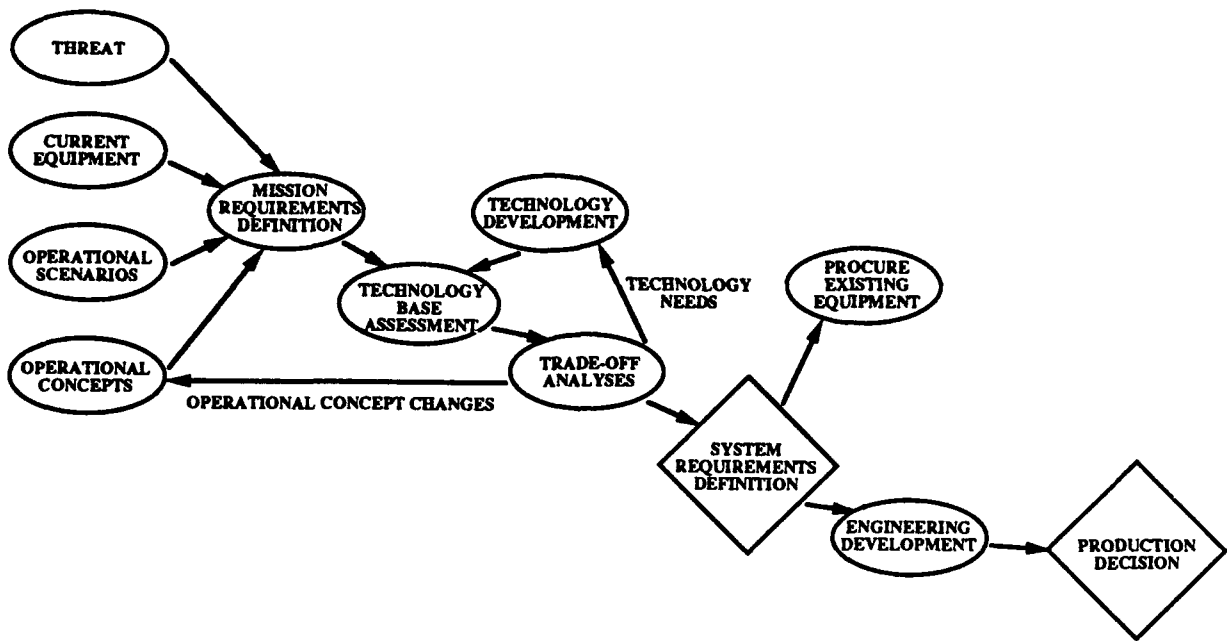 THREAT
CURRENT
EQUIPMENT
MISSION
REQUIREMENTS
DEFINITION
TECHNOLOGY
DEVELOPMENT
OPERATIONAL
SCENARIOS
PROCURE
EXISTING
EQUIPMENT
TECHNOLOGY
BASE
ASSESSMENT
TECHNOLOGY
NEEDS
OPERATIONAL
CONCEPTS
TRADE-OFF
ANALYSES
OPERATIONAL CONCEPT CHANGES
SYSTEM
REQUIREMENTS
DEFINITION
ENGINEERING
DEVELOPMENT
PRODUCTION
DECISION